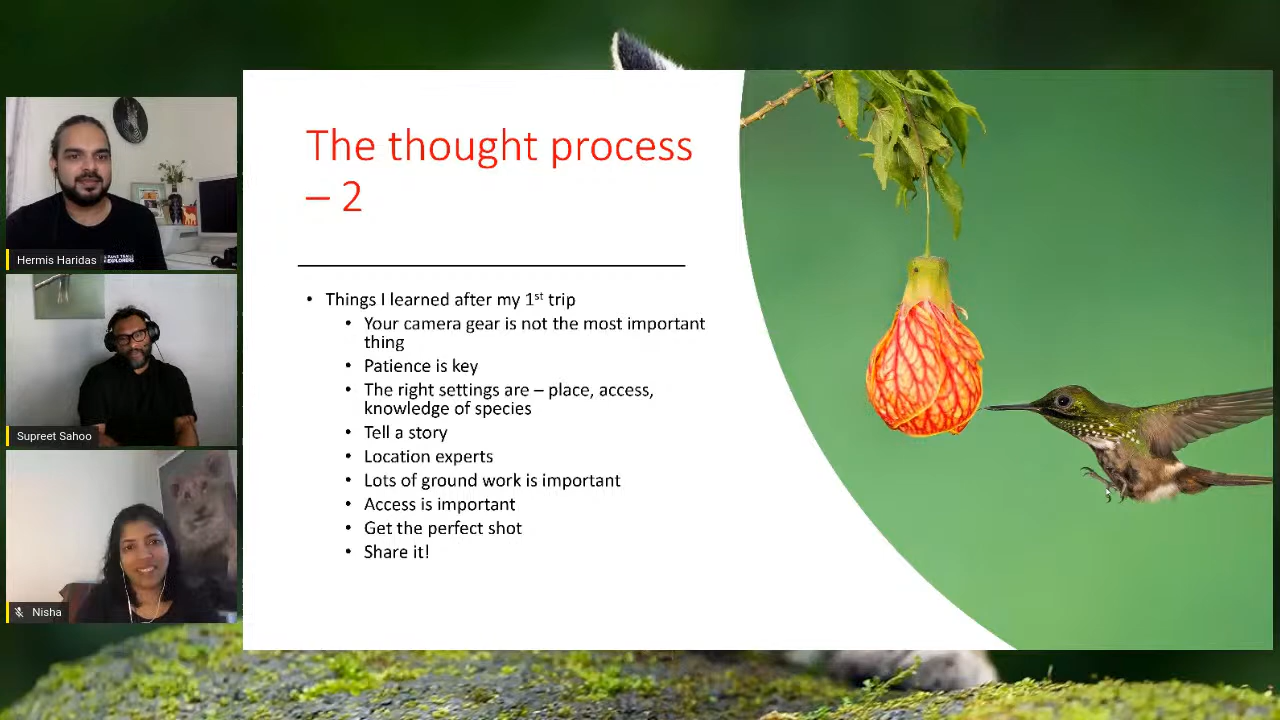 The thought process
– 2
• Things I learned after my 1st trip
• Your camera gear is not the most important
thing
• Patience is key
• The right settings are – place, access,
knowledge of species
• Tell a story
• Location experts
• Lots of ground work is important
• Access is important
• Get the perfect shot
• Share it!
Hermis Haridas
EXPLORERS
Supreet Sahoo
Nisha